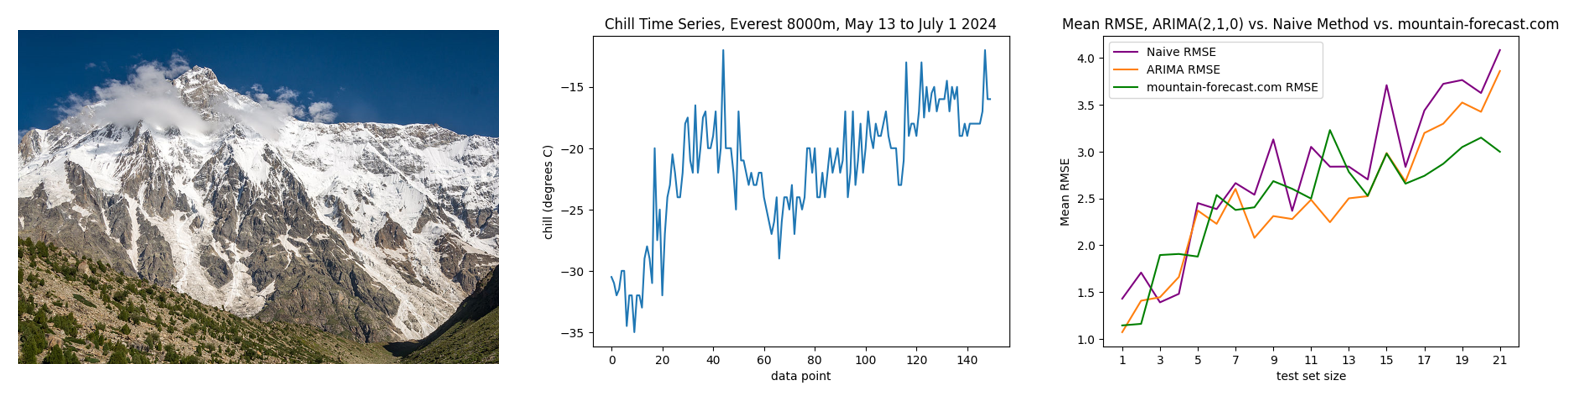 Chill Time Series, Everest 8000m, May 13 to July 1 2024
chill (degrees C)
−15
−20
−25
−30
−35
0 20 40 60 80 100 120 140
data point
Mean RMSE, ARIMA(2,1,0) vs. Naive Method vs. mountain-forecast.com
Naive RMSE
ARIMA RMSE
mountain-forecast.com RMSE
Mean RMSE
4.0
3.5
3.0
2.5
2.0
1.5
1.0
1 3 5 7 9 11 13 15 17 19 21
test set size